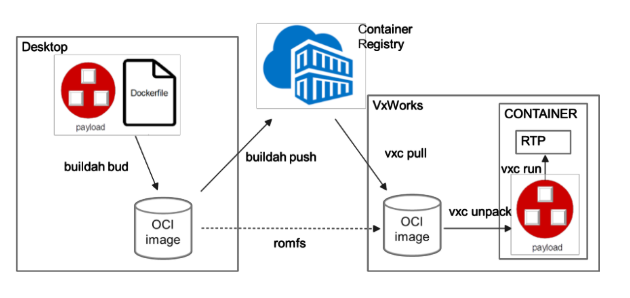 Desktop
Container
Registry
Dockerfile
payload
VxWorks
CONTAINER
RTP
buildah bud
buildah push
vxc pull
vxc run
OCI
image
romfs
OCI
image
vxc unpack
payload